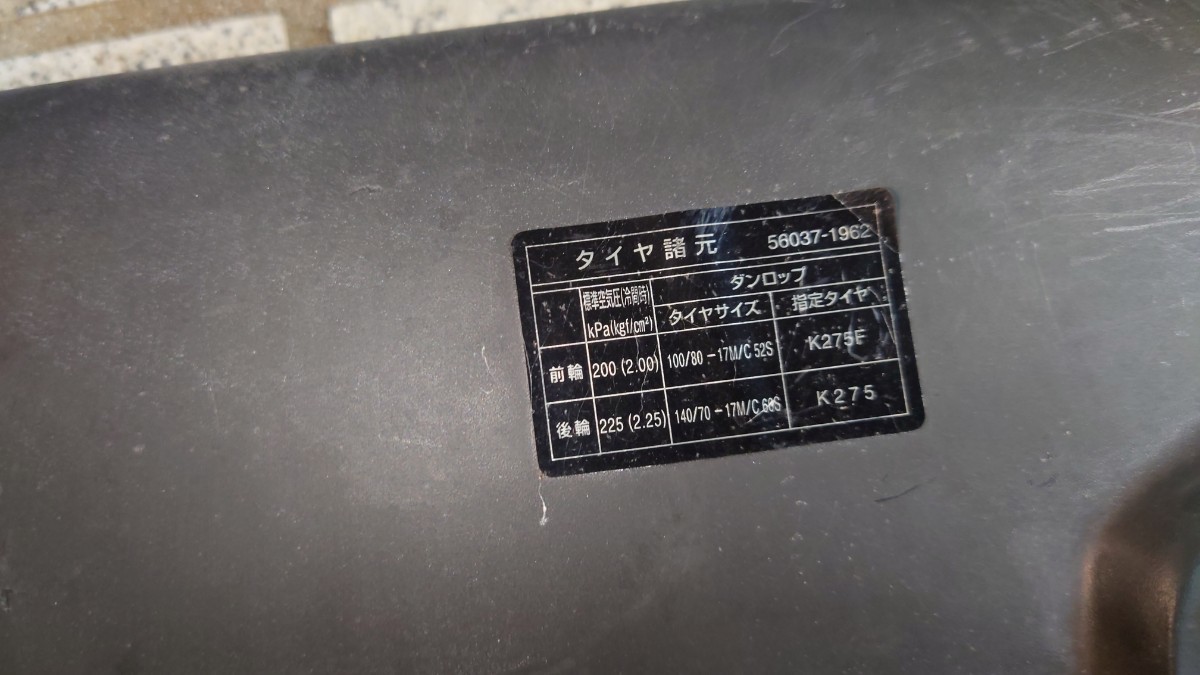 タイヤ諸元 56037-1962
標準空気圧(冷間時) kPa(kgf/cm²) ダンロップ
タイヤサイズ 指定タイヤ
前輪 200 (2.00) 100/80-17M/C 52S K275F
後輪 225 (2.25) 140/70-17M/C 66S K275